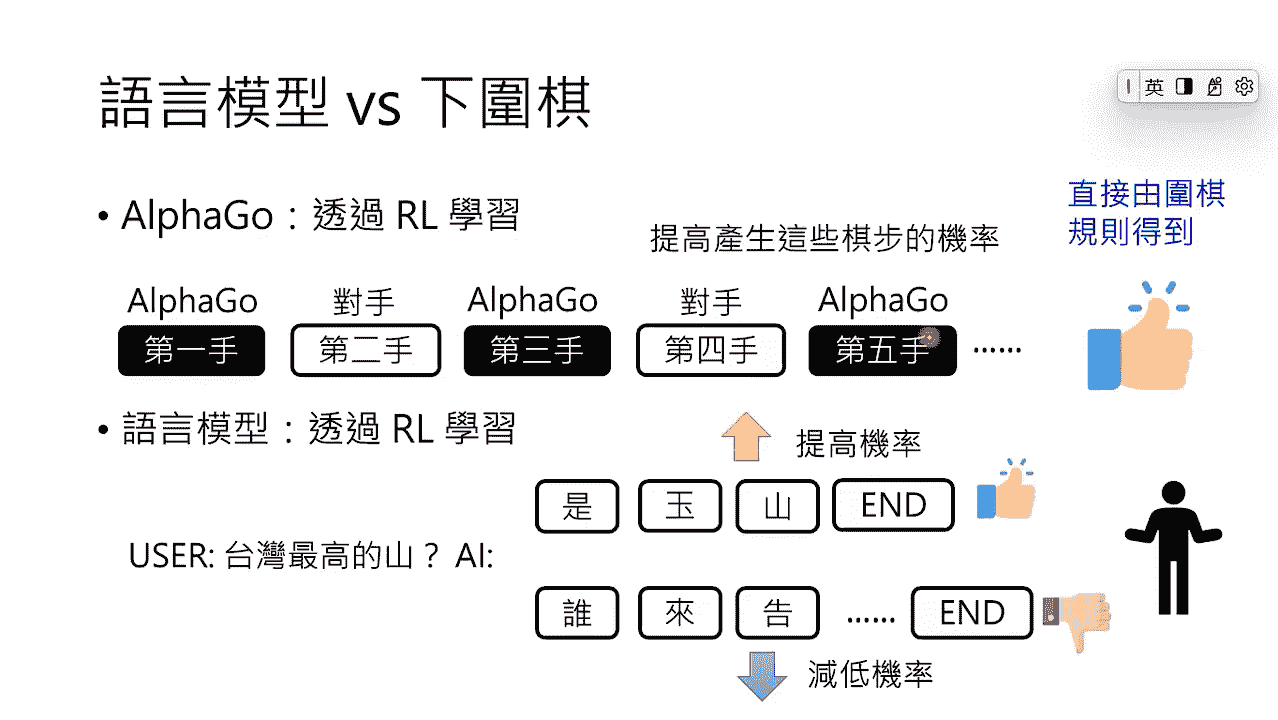 語言模型 vs 下圍棋
英
• AlphaGo：透過 RL 學習
直接由圍棋
規則得到
提高產生這些棋步的機率
AlphaGo 對手 AlphaGo 對手 AlphaGo
第一手 第二手 第三手 第四手 第五手 ……
• 語言模型：透過 RL 學習
提高機率
是 玉 山 END
USER: 台灣最高的山？ AI:
誰 來 告 …… END
減低機率